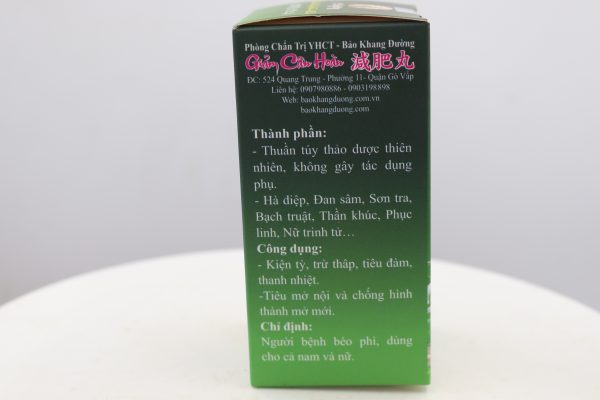 Phòng Chẩn Trị YHCT - Bảo Khang Đường
Giảm Cân Hoàn 減肥丸
ĐC: 524 Quang Trung - Phường 11- Quận Gò Vấp
Liên hệ: 0907980886 - 0903198898
Web: baokhangduong.com.vn
baokhangduong.com
Thành phần:
- Thuần túy thảo dược thiên
nhiên, không gây tác dụng
phụ.
- Hà diệp, Đan sâm, Sơn tra,
Bạch truật, Thần khúc, Phục
linh, Nữ trinh tử...
Công dụng:
- Kiện tỳ, trừ thấp, tiêu đàm,
thanh nhiệt.
-Tiêu mở nội và chống hình
thành mở mới.
Chỉ định:
Người bệnh béo phì, dùng
cho cả nam và nữ.